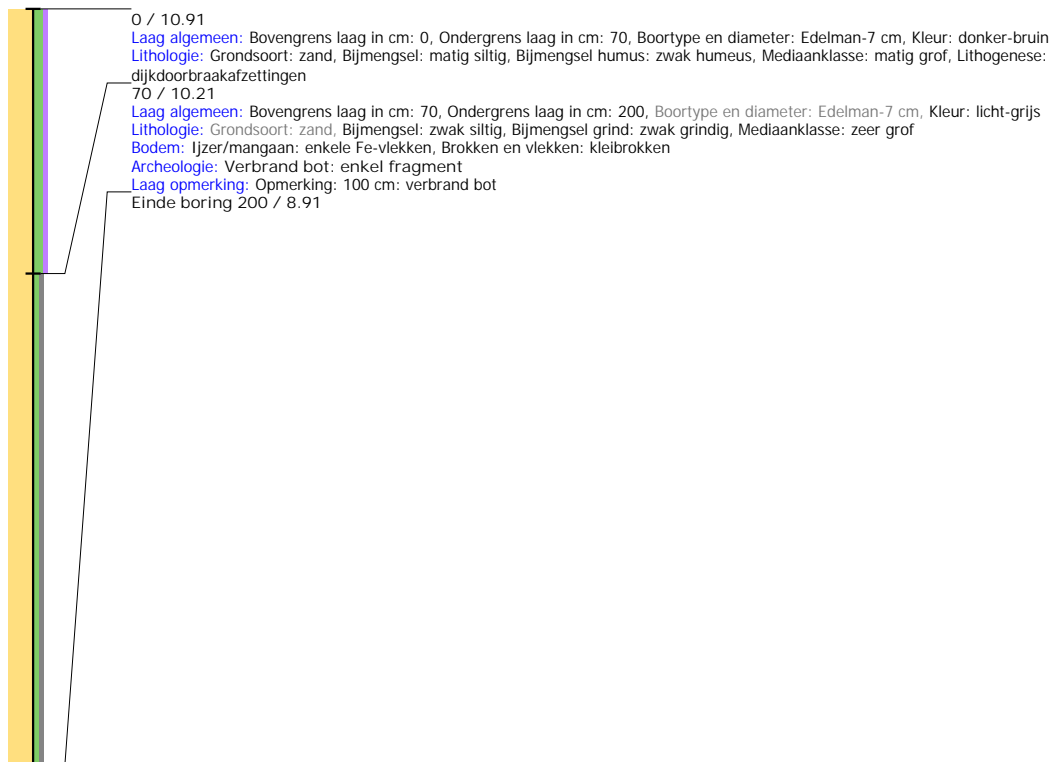 0 / 10.91
Laag algemeen: Bovengrens laag in cm: 0, Ondergrens laag in cm: 70, Boortype en diameter: Edelman-7 cm, Kleur: donker-bruin
Lithologie: Grondsoort: zand, Bijmengsel: matig siltig, Bijmengsel humus: zwak humeus, Mediaanklasse: matig grof, Lithogenese:
dijkdoorbraakafzettingen
70 / 10.21
Laag algemeen: Bovengrens laag in cm: 70, Ondergrens laag in cm: 200, Boortype en diameter: Edelman-7 cm, Kleur: licht-grijs
Lithologie: Grondsoort: zand, Bijmengsel: zwak siltig, Bijmengsel grind: zwak grindig, Mediaanklasse: zeer grof
Bodem: Ijzer/mangaan: enkele Fe-vlekken, Brokken en vlekken: kleibrokken
Archeologie: Verbrand bot: enkel fragment
Laag opmerking: Opmerking: 100 cm: verbrand bot
Einde boring 200 / 8.91